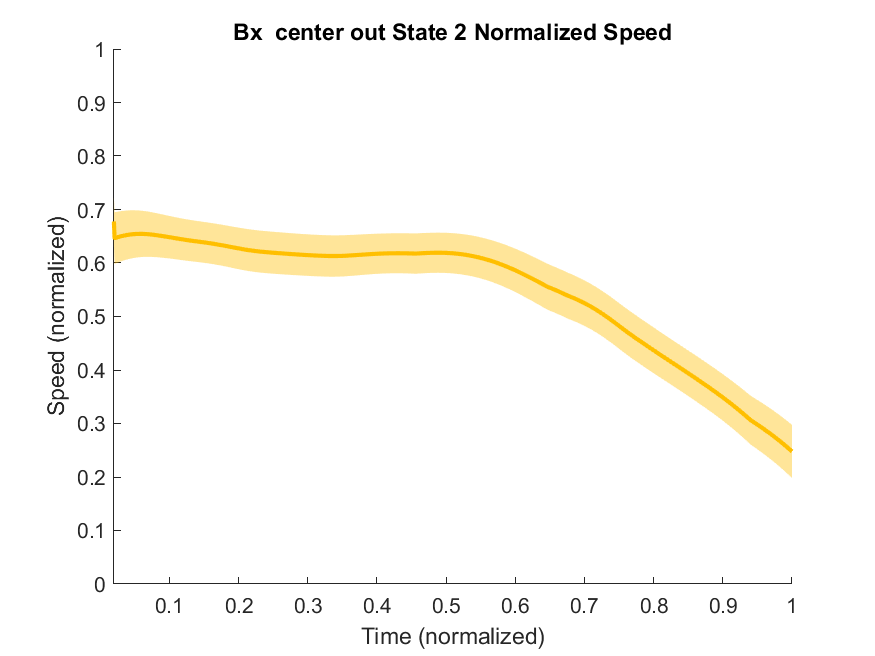 Bx  center out State 2 Normalized Speed
1
0.9
0.8
0.7
0.6
0.5
0.4
0.3
0.2
0.1
0
Speed (normalized)
0.1 0.2 0.3 0.4 0.5 0.6 0.7 0.8 0.9 1
Time (normalized)